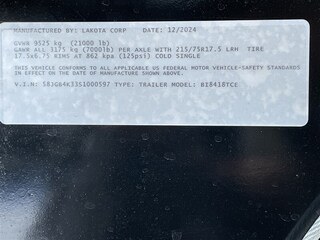 MANUFACTURED BY: LAKOTA CORP DATE: 12/2024
GVWR 9525 kg (21000 lb)
GAWR ALL 3175 kg (7000lb) PER AXLE WITH 215/75R17.5 LRH TIRE
17.5x6.75 RIMS AT 862 kpa (125psi) COLD SINGLE
THIS VEHICLE CONFORMS TO ALL APPLICABLE US FEDERAL MOTOR VEHICLE-SAFETY STANDARDS
IN EFFECT ON THE DATE OF MANUFACTURE SHOWN ABOVE.
V.I.N: TYPE: TRAILER MODEL: